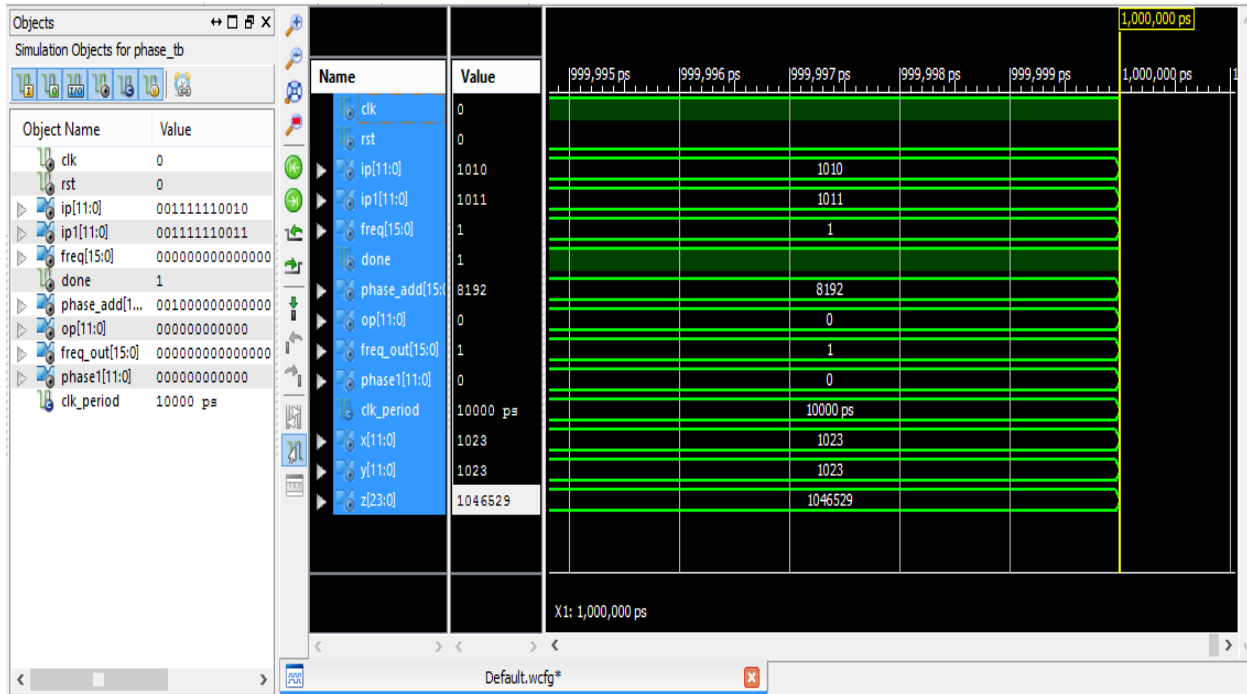 Objects
Simulation Objects for phase_tb
Object Name Value
clk 0
rst 0
ip[11:0] 001111110010
ip1[11:0] 001111110011
freq[15:0] 000000000000000
done 1
phase_add[1... 001000000000000
op[11:0] 000000000000
freq_out[15:0] 000000000000000
phase1[11:0] 000000000000
clk_period 10000 ps
1,000,000 ps
Name Value
999,995 ps 999,996 ps 999,997 ps 999,998 ps 999,999 ps 1,000,000 ps 1
clk 0
rst 0
ip[11:0] 1010 1010
ip1[11:0] 1011 1011
freq[15:0] 1 1
done 1
phase_add[15:0 8192 8192
op[11:0] 0 0
freq_out[15:0] 1 1
phase1[11:0] 0 0
clk_period 10000 ps 10000 ps
x[11:0] 1023 1023
y[11:0] 1023 1023
z[23:0] 1046529 1046529
X1: 1,000,000 ps
Default.wcfg*